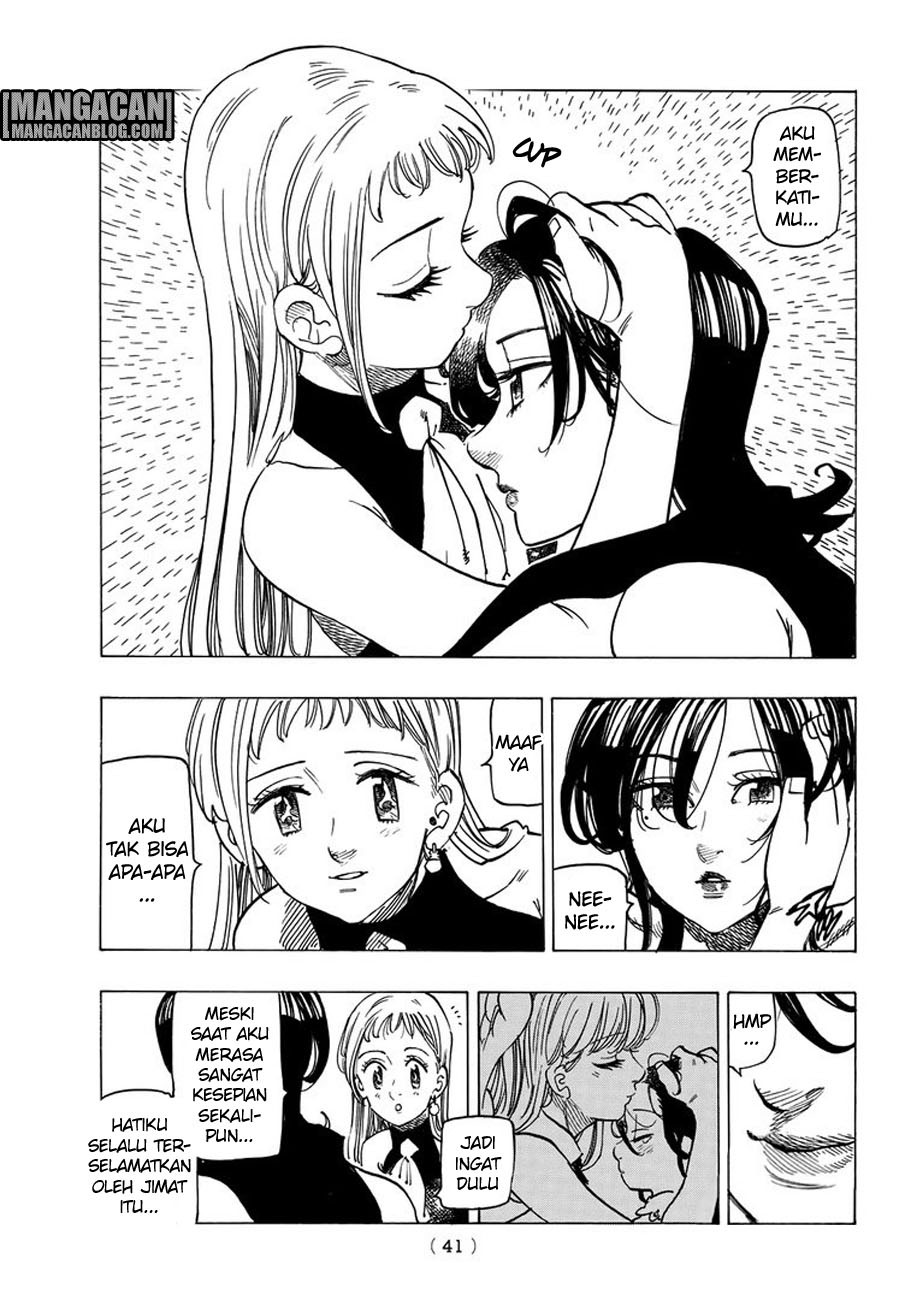 [MANGACAN]
MANGACANBLOG.COM
AKU
MEM-
BER-
KATI-
MU...
CUP
NEE-
NEE...
MAAF
YA
AKU
TAK BISA
APA-APA
...
HMP
...
JADI
INGAT
DULU
MESKI
SAAT AKU
MERASA
SANGAT
KESEPIAN
SEKALI-
PUN...
HATIKU
SELALU TER-
SELAMATKAN
OLEH JIMAT
ITU...
( 41 )